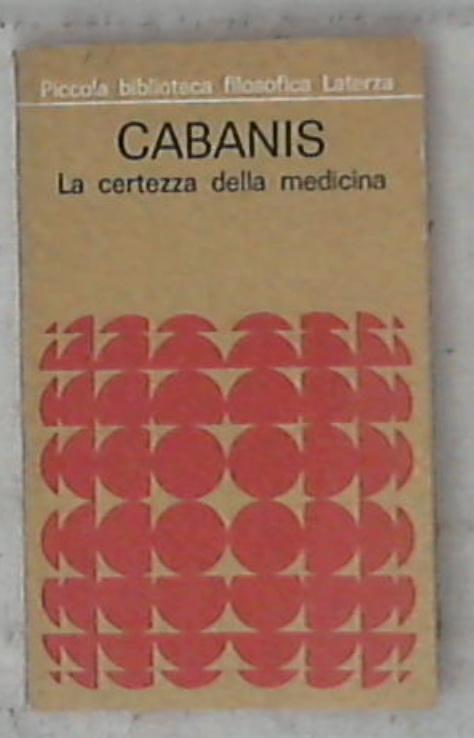 Piccola biblioteca filosofica Laterza
CABANIS
La certezza della medicina